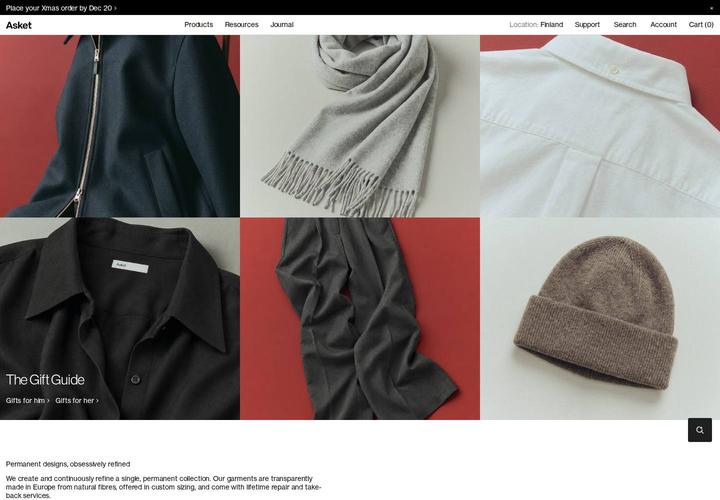 Place your Xmas order by Dec 20 ›
×
Asket
Products Resources Journal
Location: Finland Support Search Account Cart (0)
Asket
The Gift Guide
Gifts for him › Gifts for her ›
Permanent designs, obsessively refined
We create and continuously refine a single, permanent collection. Our garments are transparently
made in Europe from natural fibres, offered in custom sizing, and come with lifetime repair and take-
back services.